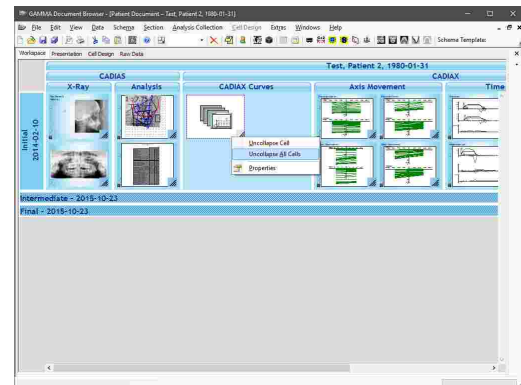 GAMMA Document Browser - [Patient Document - Test, Patient 2, 1980-01-31]
File Edit View Data Schema Section Analysis Collection Cell Design Extras Windows Help
Schema Template:
Workspace Presentation Cell Design Raw Data
Test, Patient 2, 1980-01-31
CADIAS CADIAX
X-Ray Analysis CADIAX Curves Axis Movement Time
Initial
2014-02-10
Uncollapse Cell
Uncollapse All Cells
Properties
Intermediate - 2015-10-23
Final - 2015-10-23